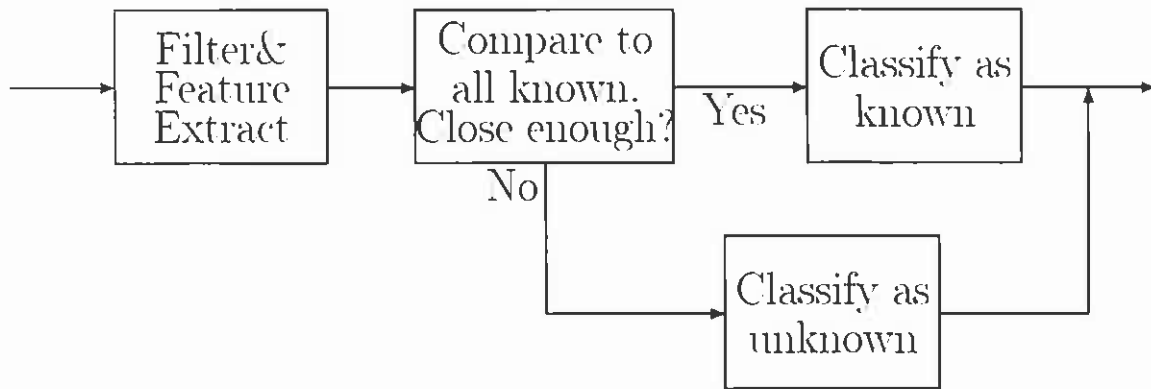 Filter&
Feature
Extract
Compare to
all known.
Close enough?
Yes
Classify as
known
No
Classify as
unknown